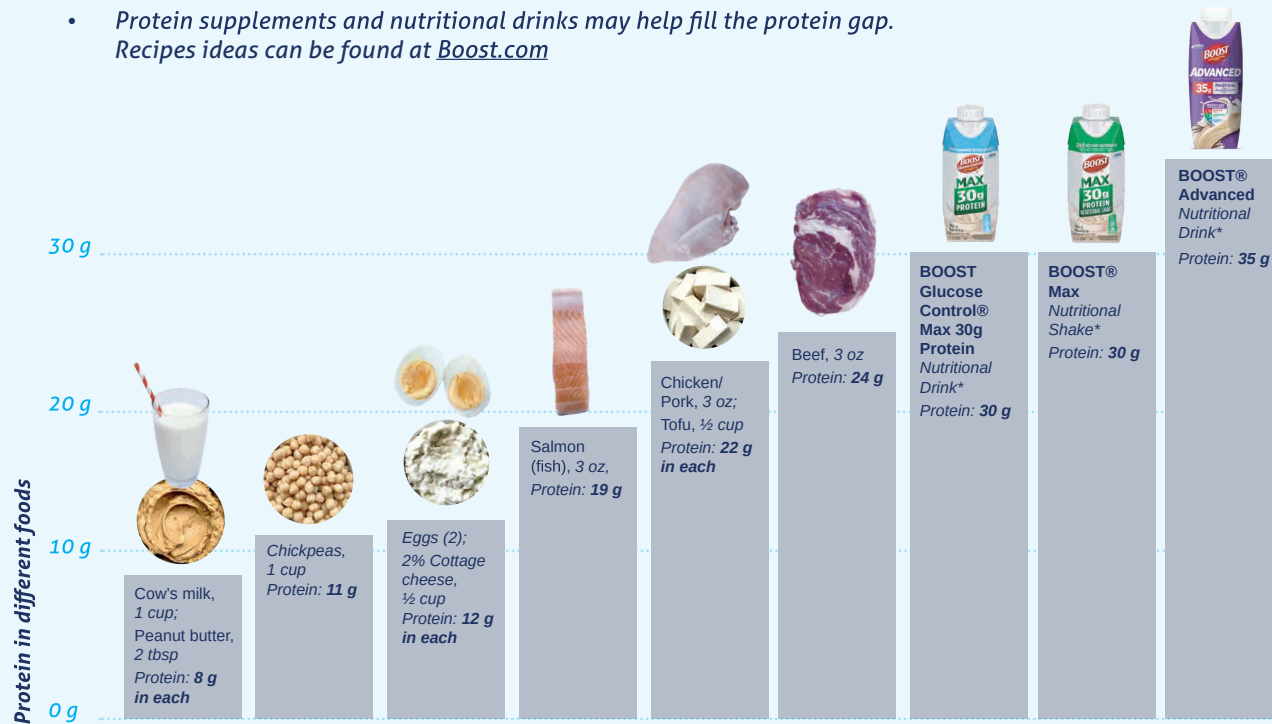 • Protein supplements and nutritional drinks may help fill the protein gap.
Recipes ideas can be found at Boost.com
Protein in different foods
30 g
20 g
10 g
0 g
Cow's milk,
1 cup;
Peanut butter,
2 tbsp
Protein: 8 g
in each
Chickpeas,
1 cup
Protein: 11 g
Eggs (2);
2% Cottage
cheese,
½ cup
Protein: 12 g
in each
Salmon
(fish), 3 oz,
Protein: 19 g
Chicken/
Pork, 3 oz;
Tofu, ½ cup
Protein: 22 g
in each
Beef, 3 oz
Protein: 24 g
BOOST
MAX
30g
PROTEIN
BOOST
Glucose
Control®
Max 30g
Protein
Nutritional
Drink*
Protein: 30 g
BOOST
MAX
30g
PROTEIN
NUTRITIONAL SHAKE
BOOST®
Max
Nutritional
Shake*
Protein: 30 g
BOOST
ADVANCED
35g
PROTEIN
BOOST®
Advanced
Nutritional
Drink*
Protein: 35 g